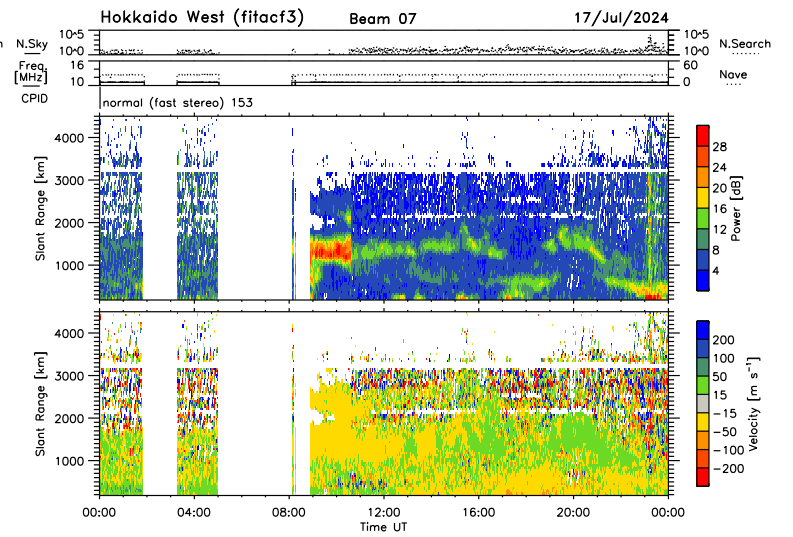 Hokkaido West (fitacf3) Beam 07 17/Jul/2024
N.Sky 10^5 10^0 10^5 10^0 N.Search
Freq. [MHz] 16 10 60 0 Nave
CPID normal (fast stereo) 153
4000
3000
2000
1000
Slant Range [km]
28
24
20
16
12
8
4
Power [dB]
4000
3000
2000
1000
Slant Range [km]
200
100
50
15
-15
-50
-100
-200
Velocity [m s⁻¹]
00:00 04:00 08:00 12:00 16:00 20:00 00:00
Time UT